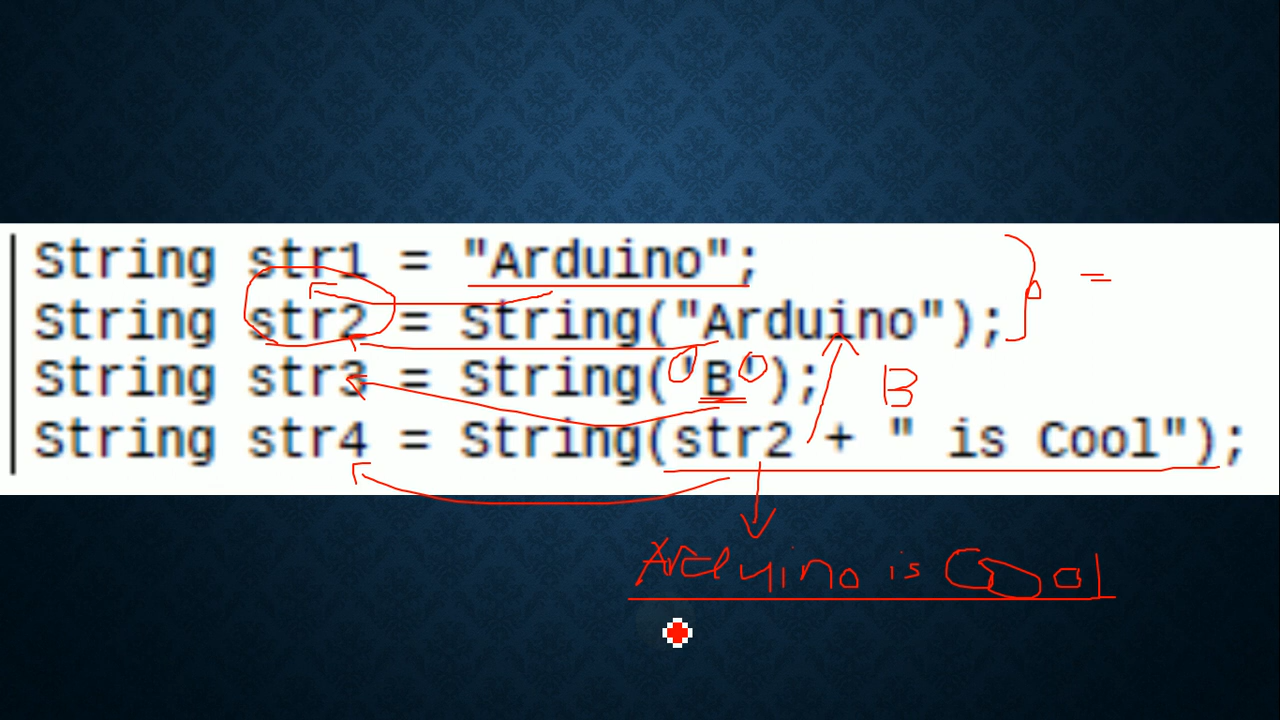 String str1 = "Arduino";
String str2 = String("Arduino");
=
String str3 = String('B');
B
String str4 = String(str2 + " is Cool");
Arduino is Cool